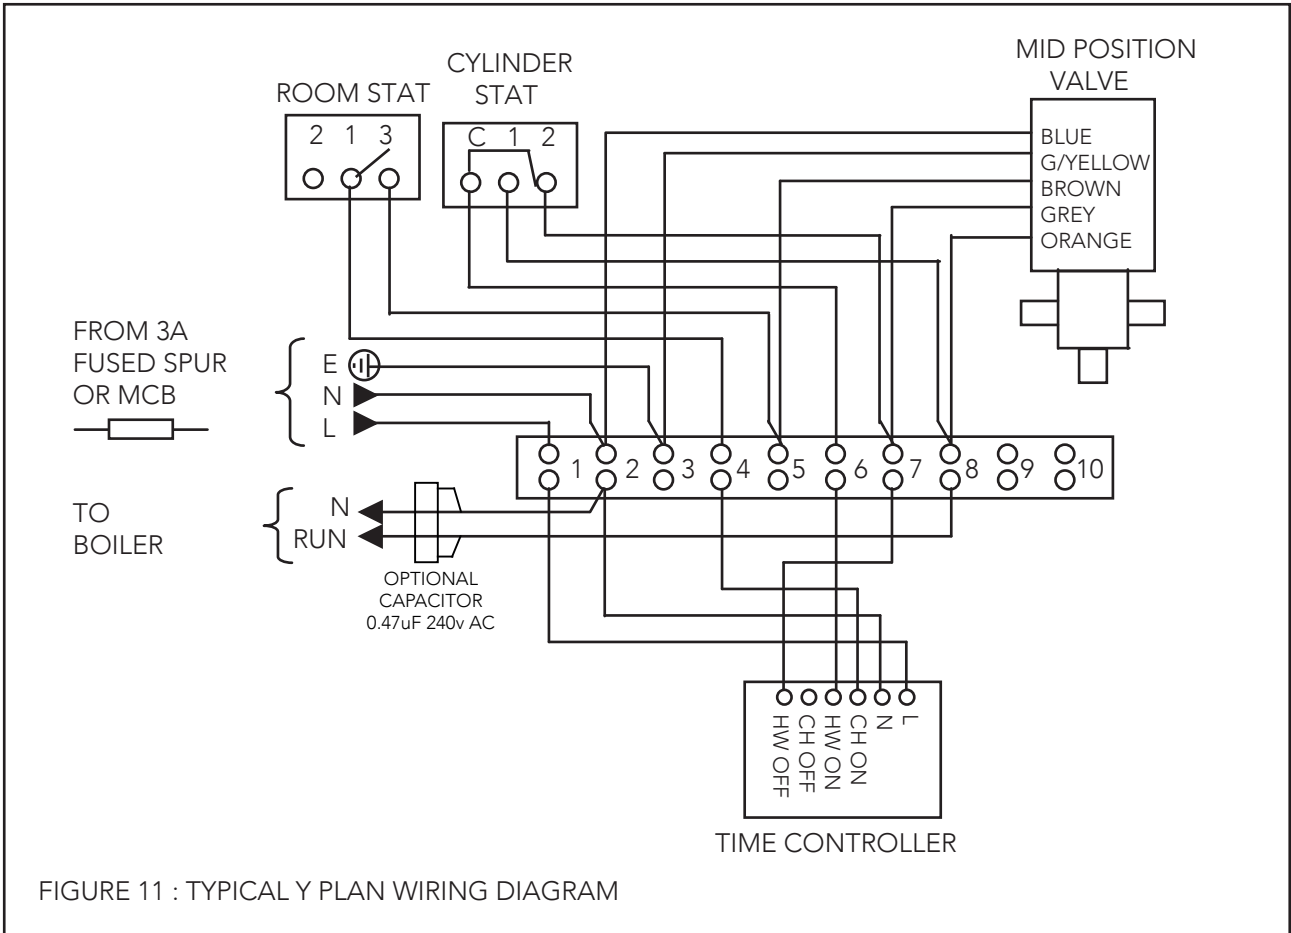 MID POSITION
VALVE
CYLINDER
STAT
ROOM STAT
2 1 3
C 1 2
BLUE
G/YELLOW
BROWN
GREY
ORANGE
FROM 3A
FUSED SPUR
OR MCB
E
N
L
1 2 3 4 5 6 7 8 9 10
TO
BOILER
N
RUN
OPTIONAL
CAPACITOR
0.47uF 240v AC
HW OFF
CH OFF
HW ON
CH ON
N
L
TIME CONTROLLER
FIGURE 11 : TYPICAL Y PLAN WIRING DIAGRAM